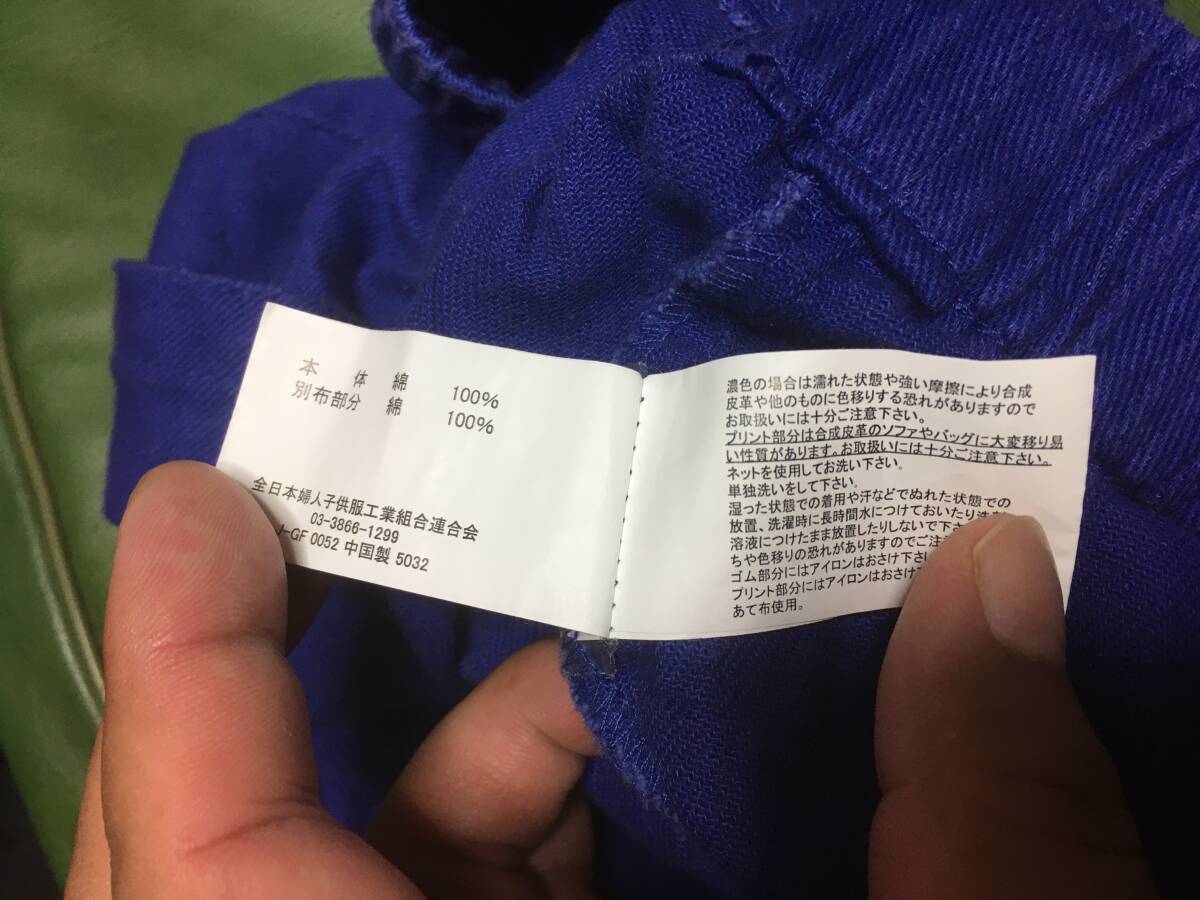 本　体　綿　100%
別布部分　綿　100%
全日本婦人子供服工業組合連合会
03-3866-1299
-GF 0052 中国製 5032
濃色の場合は濡れた状態や強い摩擦により合成
皮革や他のものに色移りする恐れがありますので
お取扱いには十分ご注意下さい。
プリント部分は合成皮革のソファやバッグに大変移り易
い性質があります。お取扱いには十分ご注意下さい。
ネットを使用してお洗い下さい。
単独洗いをして下さい。
湿った状態での着用や汗などでぬれた状態での
放置、洗濯時に長時間水につけておいたり洗
溶液につけたまま放置したりしないで下さ
ちや色移りの恐れがありますのでご注
ゴム部分にはアイロンはおさけ下さ
プリント部分にはアイロンはおさけ
あて布使用。